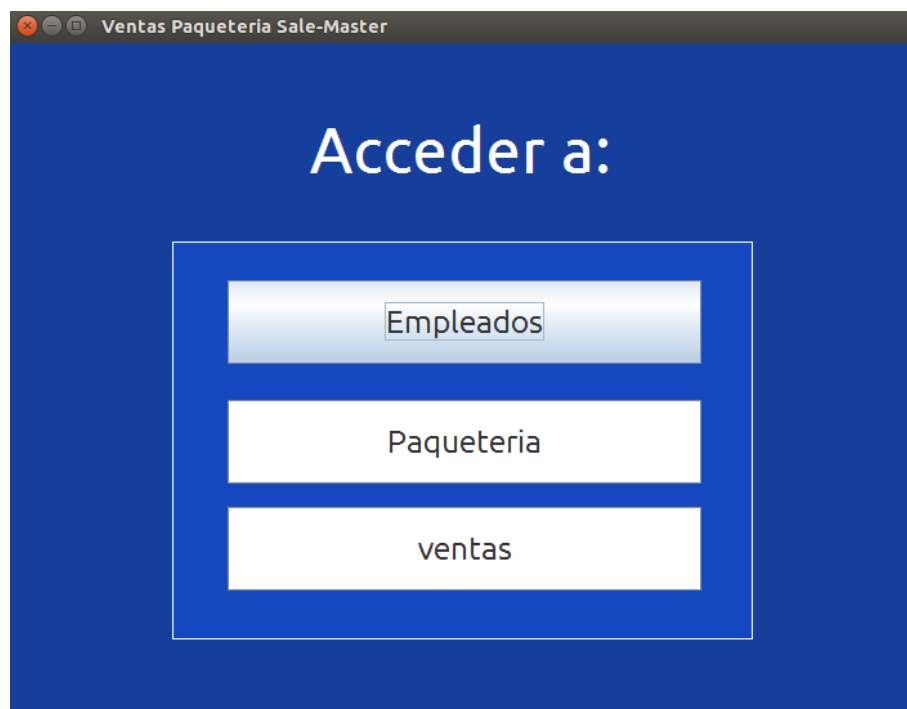 Ventas Paqueteria Sale-Master
Acceder a:
Empleados
Paqueteria
ventas